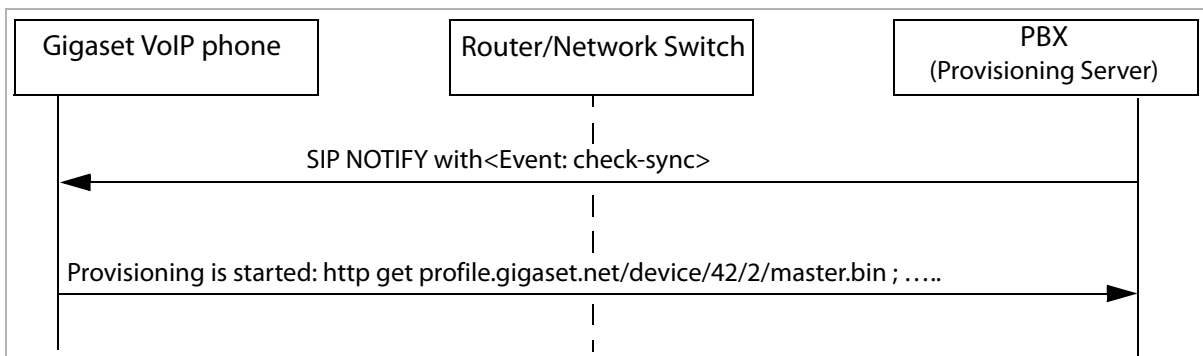 Gigaset VoIP phone
Router/Network Switch
PBX
(Provisioning Server)
SIP NOTIFY with<Event: check-sync>
Provisioning is started: http get profile.gigaset.net/device/42/2/master.bin ; …..